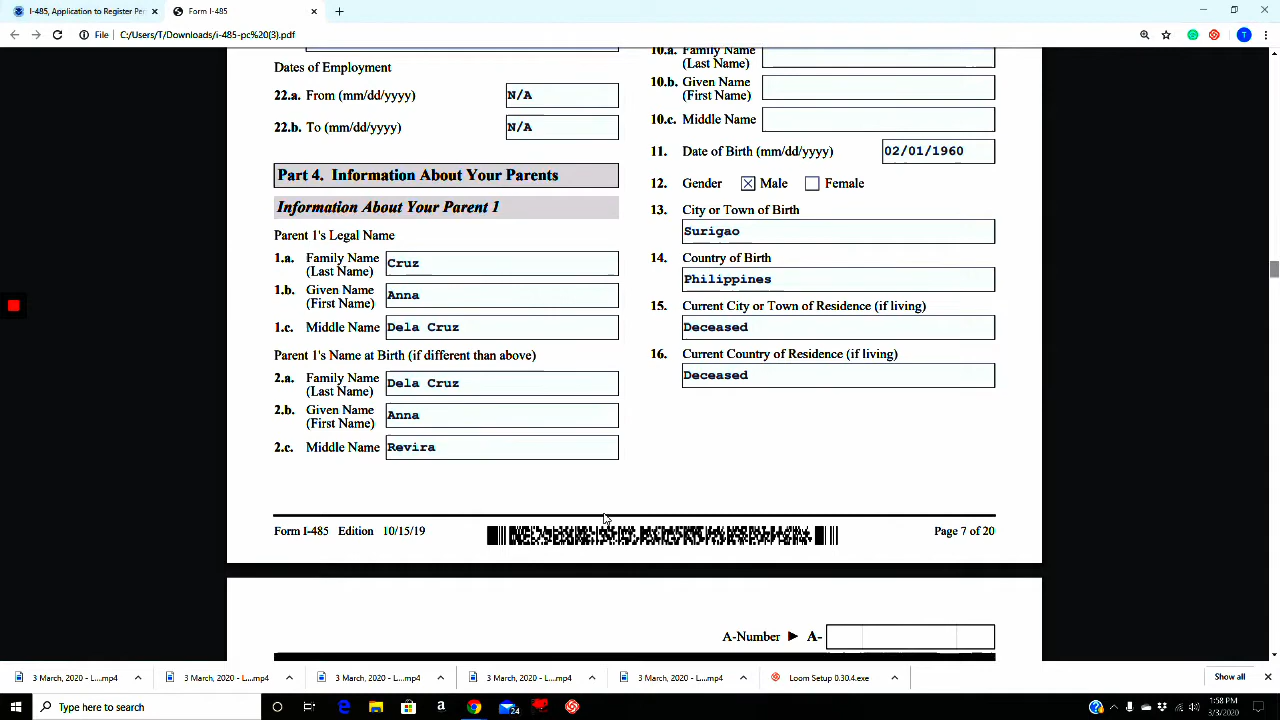 I-485, Application to Register Per
Form I-485
File
C:/Users/T/Downloads/i-485-pc%20(3).pdf
T
Dates of Employment
22.a. From (mm/dd/yyyy) N/A
22.b. To (mm/dd/yyyy) N/A
Part 4. Information About Your Parents
Information About Your Parent 1
Parent 1's Legal Name
1.a. Family Name (Last Name) Cruz
1.b. Given Name (First Name) Anna
1.c. Middle Name Dela Cruz
Parent 1's Name at Birth (if different than above)
2.a. Family Name (Last Name) Dela Cruz
2.b. Given Name (First Name) Anna
2.c. Middle Name Revira
10.a. Family Name (Last Name)
10.b. Given Name (First Name)
10.c. Middle Name
11. Date of Birth (mm/dd/yyyy) 02/01/1960
12. Gender Male Female
13. City or Town of Birth
Surigao
14. Country of Birth
Philippines
15. Current City or Town of Residence (if living)
Deceased
16. Current Country of Residence (if living)
Deceased
Form I-485 Edition 10/15/19
Page 7 of 20
A-Number ► A-
3 March, 2020 - L....mp4
3 March, 2020 - L....mp4
3 March, 2020 - L....mp4
3 March, 2020 - L....mp4
3 March, 2020 - L....mp4
Loom Setup 0.30.4.exe
Show all
Type here to search
24
1:58 PM
3/3/2020